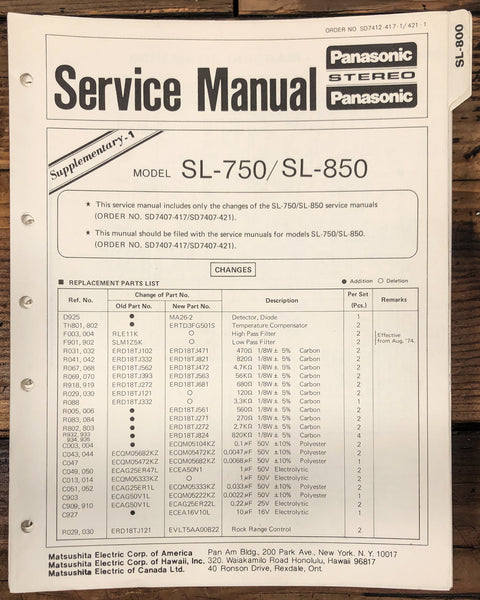 ORDER NO. SD7412-417-1/421-1
SL-800
Service Manual
Panasonic
STEREO
Panasonic
Supplementary-1
MODEL SL-750/SL-850
★ This service manual includes only the changes of the SL-750/SL-850 service manuals
(ORDER NO. SD7407-417/SD7407-421).
★ This munual should be filed with the service munuals for models SL-750/SL-850.
(ORDER NO. SD7407-417/SD7407-421).
CHANGES
■ REPLACEMENT PARTS LIST ● Addition ○ Deletion
Ref. No. Change of Part No. Description Per Set (Pcs.) Remarks
Old Part No. New Part No.
D925 ● MA26-2 Detector, Diode 1
Th801, 802 ● ERTD3FG501S Temperature Compensator 2
F003, 004 RLE11K ○ High Pass Filter 2 Effective
F901, 902 SLM1Z5K ○ Low Pass Filter 2 from Aug. '74.
R031, 032 ERD18TJ102 ERD18TJ471 470Ω 1/8W ± 5% Carbon 2
R041, 042 ERD18TJ332 ERD18TJ821 820Ω 1/8W ± 5% Carbon 2
R067, 068 ERD18TJ562 ERD18TJ472 4.7KΩ 1/8W ± 5% Carbon 2
R069, 070 ERD18TJ393 ERD18TJ563 56KΩ 1/8W ± 5% Carbon 2
R918, 919 ERD18TJ272 ERD18TJ681 680Ω 1/8W ± 5% Carbon 2
R029, 030 ERD18TJ121 ○ 120Ω 1/8W ± 5% Carbon 2
R088 ERD18TJ332 ○ 3.3KΩ 1/8W ± 5% Carbon 1
R005, 006 ● ERD18TJ561 560Ω 1/8W ± 5% Carbon 2
R083, 084 ● ERD18TJ271 270Ω 1/8W ± 5% Carbon 2
R802, 803 ● ERD18TJ272 2.7KΩ 1/8W ± 5% Carbon 2
R932, 933 ● ERD18TJ824 820KΩ 1/8W ± 5% Carbon 4
934, 935
C003, 004 ● ECQM05104KZ 0.1μF 50V ±10% Polyester 2
C043, 044 ECQM05682KZ ECQM05472KZ 0.0047μF 50V ±10% Polyester 2
C047 ECQM05472KZ ECQM05682KZ 0.0068μF 50V ±10% Polyester 1
C049, 050 ECAG25ER47L ECEA50N1 1μF 50V Electrolytic 2
C013, 014 ECQM05333KZ ○ 1μF 50V Electrolytic 2
C051, 052 ECAG25ER1L ECQM05333KZ 0.033μF 50V ±10% Polyester 2
C903 ECAG50V1L ECQM05222KZ 0.0022μF 50V ±10% Polyester 1
C909, 910 ECAG50V1L ECAG25ER22L 0.22μF 25V Electrolytic 2
C927 ● ECEA16V10L 10μF 16V Electrolytic 1
R029, 030 ERD18TJ121 EVLT5AA00B22 Rock Range Control 2
Matsushita Electric Corp. of America Pan Am Bldg., 200 Park Ave., New York. N. Y. 10017
Matsushita Electric Corp. of Hawaii, Inc. 320. Waiakamilo Road Honolulu, Hawaii 96817
Matsushita Electric of Canada Ltd. 40 Ronson Drive, Rexdale, Ont.